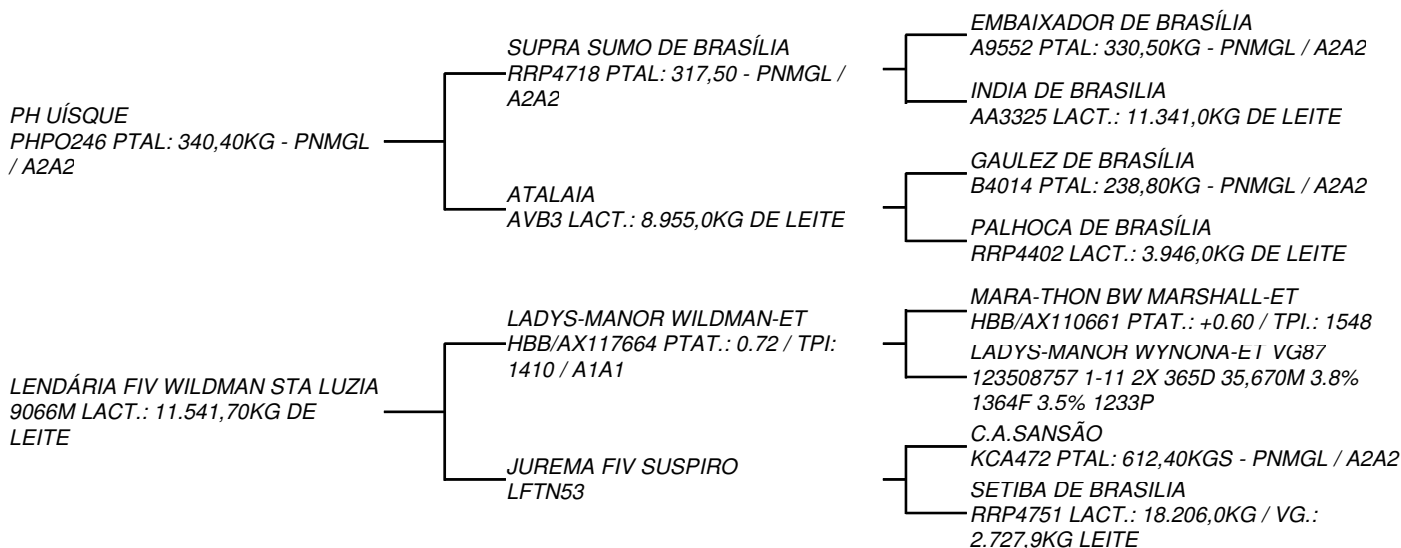 PH UÍSQUE
PHPO246 PTAL: 340,40KG - PNMGL
/ A2A2
SUPRA SUMO DE BRASÍLIA
RRP4718 PTAL: 317,50 - PNMGL /
A2A2
EMBAIXADOR DE BRASÍLIA
A9552 PTAL: 330,50KG - PNMGL / A2A2
INDIA DE BRASILIA
AA3325 LACT.: 11.341,0KG DE LEITE
ATALAIA
AVB3 LACT.: 8.955,0KG DE LEITE
GAULEZ DE BRASÍLIA
B4014 PTAL: 238,80KG - PNMGL / A2A2
PALHOCA DE BRASÍLIA
RRP4402 LACT.: 3.946,0KG DE LEITE
LENDÁRIA FIV WILDMAN STA LUZIA
9066M LACT.: 11.541,70KG DE
LEITE
LADYS-MANOR WILDMAN-ET
HBB/AX117664 PTAT.: 0.72 / TPI:
1410 / A1A1
MARA-THON BW MARSHALL-ET
HBB/AX110661 PTAT.: +0.60 / TPI.: 1548
LADYS-MANOR WYNONA-ET VG87
123508757 1-11 2X 365D 35,670M 3.8%
1364F 3.5% 1233P
JUREMA FIV SUSPIRO
LFTN53
C.A.SANSÃO
KCA472 PTAL: 612,40KGS - PNMGL / A2A2
SETIBA DE BRASILIA
RRP4751 LACT.: 18.206,0KG / VG.:
2.727,9KG LEITE